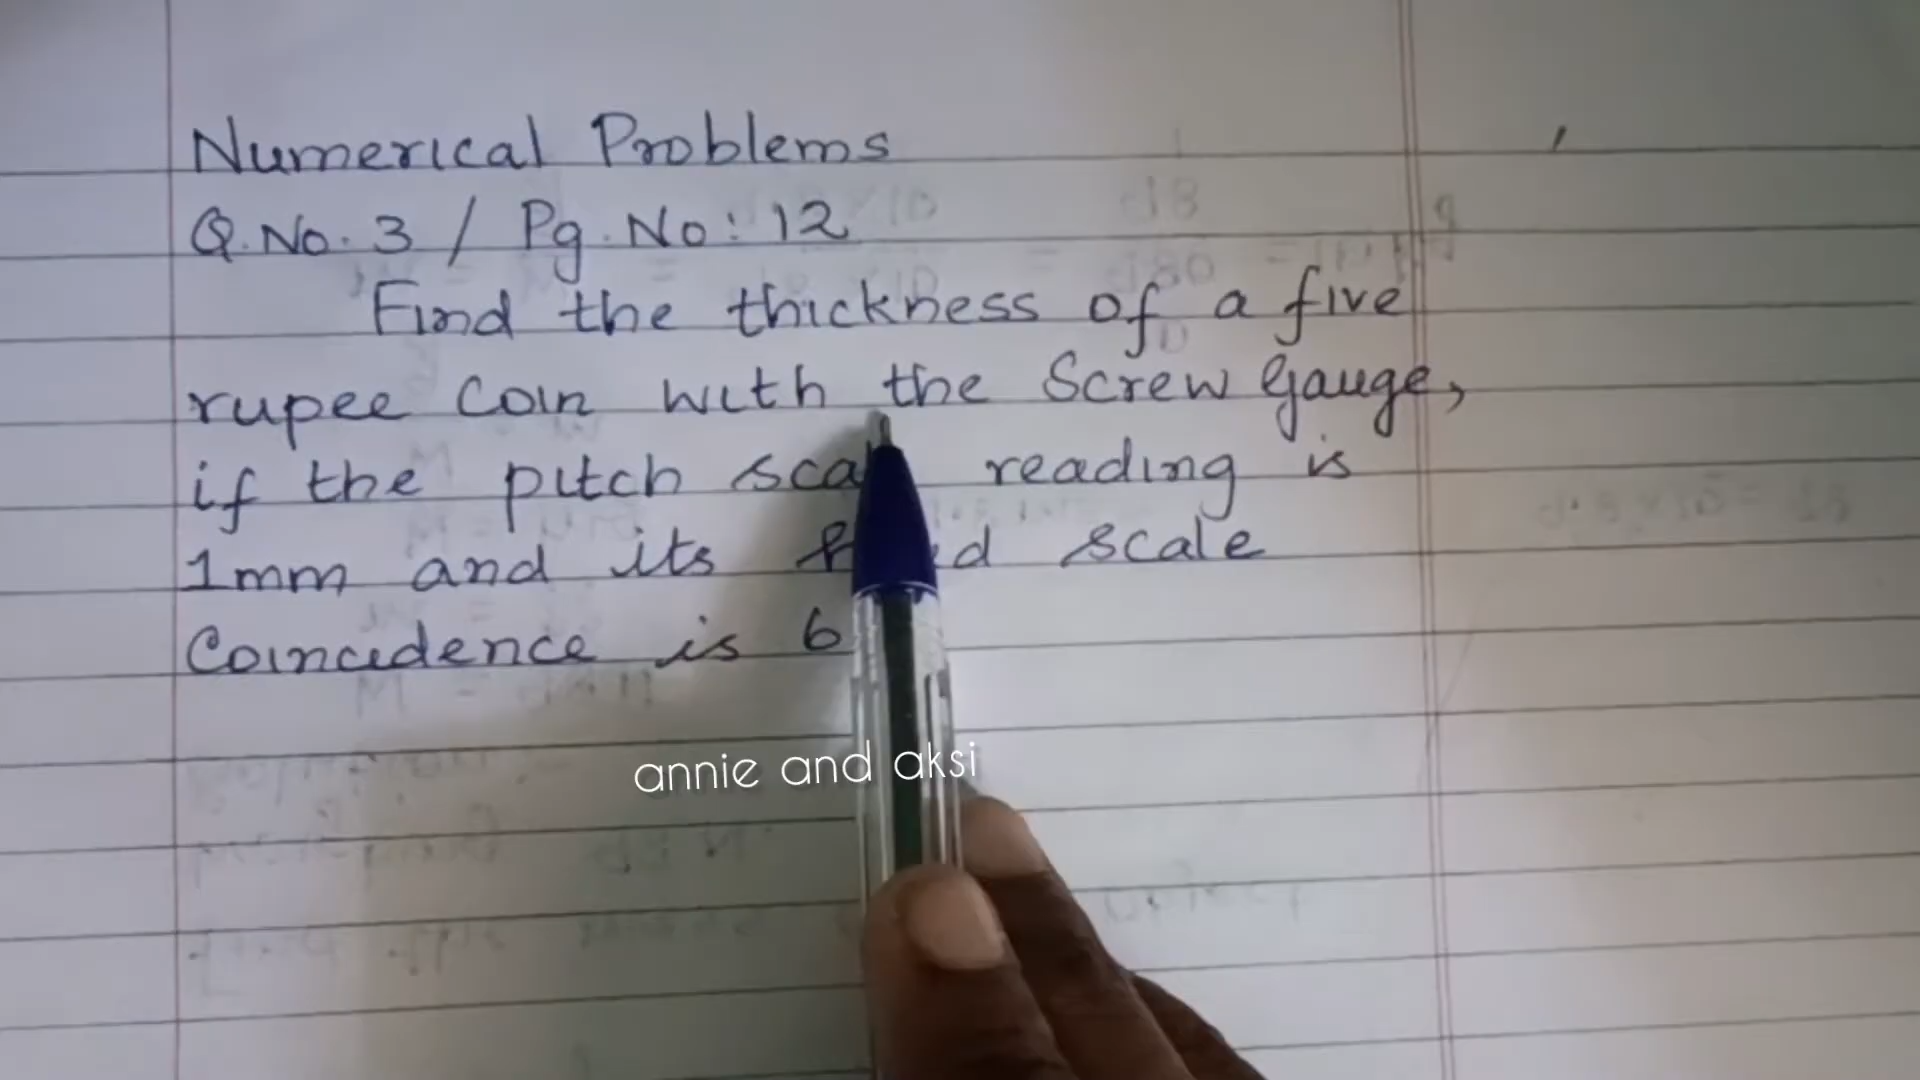 Numerical Problems
Q.No. 3 / Pg. No: 12
Find the thickness of a five
rupee coin with the Screw Gauge,
if the pitch reading is
1mm and its scale
Coincidence is 6
annie and aksi